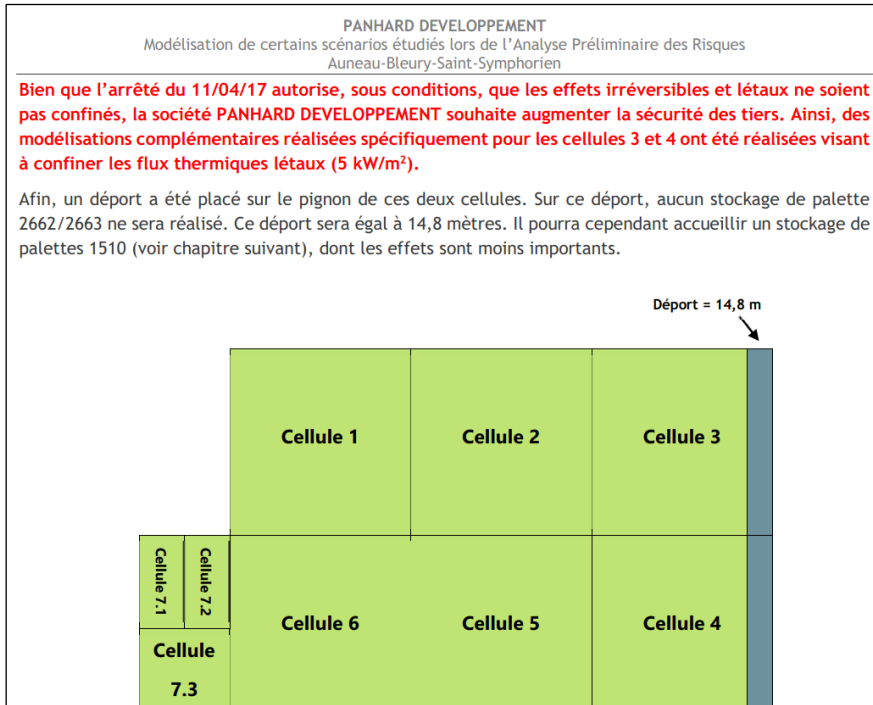 PANHARD DEVELOPPEMENT
Modélisation de certains scénarios étudiés lors de l'Analyse Préliminaire des Risques
Auneau-Bleury-Saint-Symphorien
Bien que l'arrêté du 11/04/17 autorise, sous conditions, que les effets irréversibles et létaux ne soient
pas confinés, la société PANHARD DEVELOPPEMENT souhaite augmenter la sécurité des tiers. Ainsi, des
modélisations complémentaires réalisées spécifiquement pour les cellules 3 et 4 ont été réalisées visant
à confiner les flux thermiques létaux (5 kW/m²).
Afin, un déport a été placé sur le pignon de ces deux cellules. Sur ce déport, aucun stockage de palette
2662/2663 ne sera réalisé. Ce déport sera égal à 14,8 mètres. Il pourra cependant accueillir un stockage de
palettes 1510 (voir chapitre suivant), dont les effets sont moins importants.
Déport = 14,8 m
Cellule 1
Cellule 2
Cellule 3
Cellule 7.1
Cellule 7.2
Cellule 6
Cellule 5
Cellule 4
Cellule
7.3